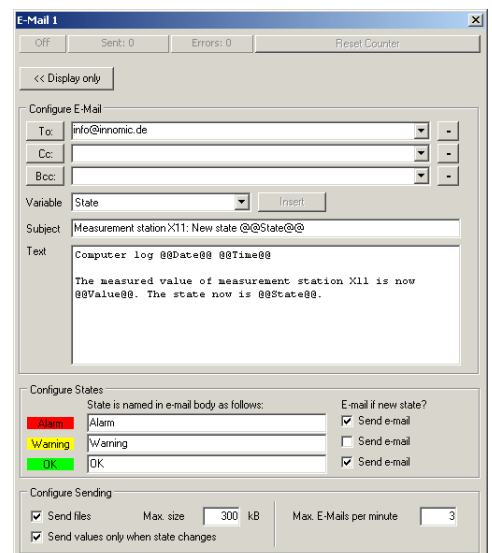 E-Mail 1
Off Sent: 0 Errors: 0 Reset Counter
<< Display only
Configure E-Mail
To: info@innomic.de -
Cc: -
Bcc: -
Variable State Insert
Subject Measurement station X11: New state @@State@@
Text Computer log @@Date@@ @@Time@@
The measured value of measurement station X11 is now
@@Value@@. The state now is @@State@@.
Configure States
State is named in e-mail body as follows: E-mail if new state?
Alarm Alarm Send e-mail
Warning Warning Send e-mail
OK OK Send e-mail
Configure Sending
Send files Max. size 300 kB Max. E-Mails per minute 3
Send values only when state changes